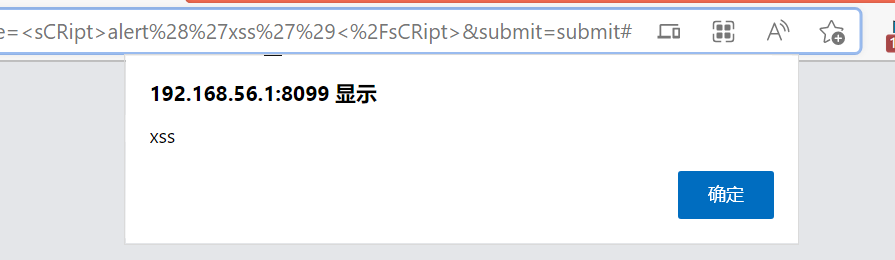 e=<sCRipt>alert%28%27xss%27%29<%2FsCRipt>&submit=submit#
192.168.56.1:8099 显示
xss
确定